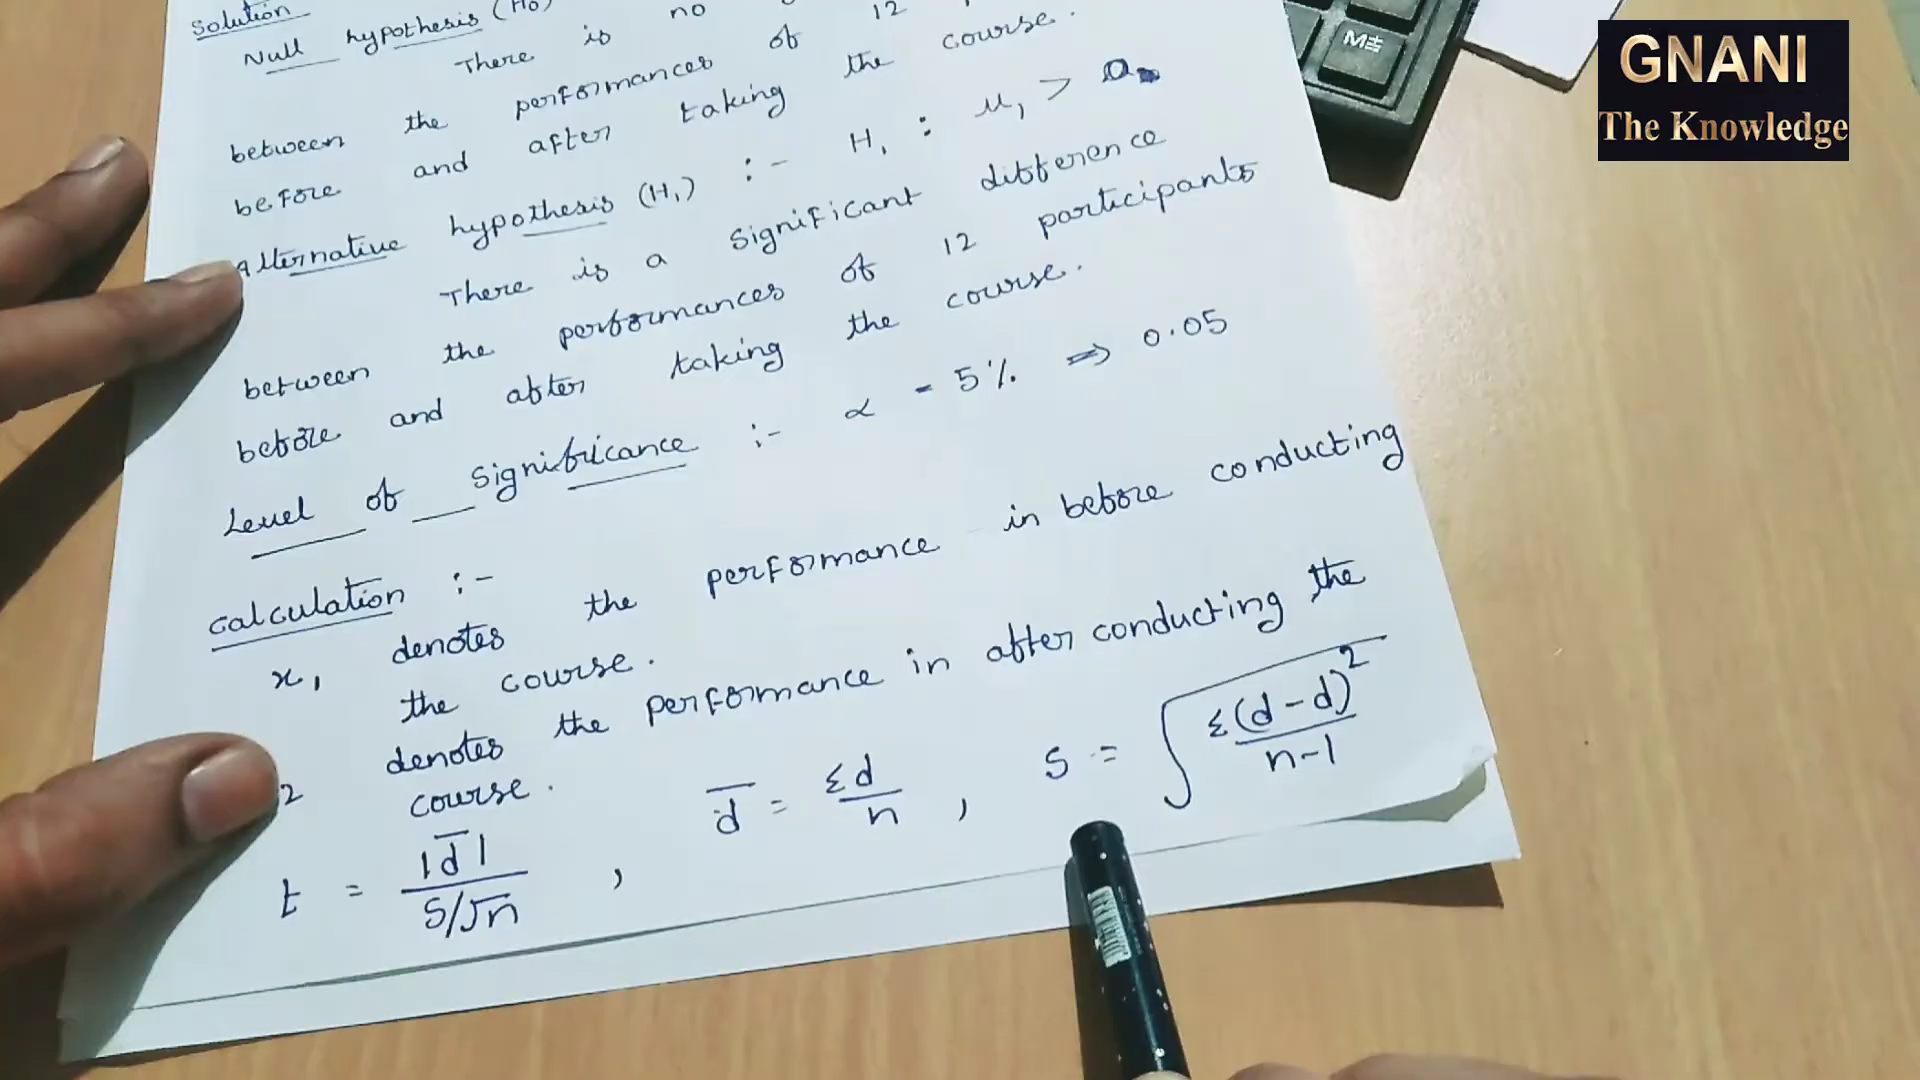 Solution
Null hypothesis (H0)
There is no
between the performances of 12
before and after taking the course.
Alternative hypothesis (H1) :- H1 : μ1 >
There is a significant difference
between the performances of 12 participants
before and after taking the course.
Level of significance :- α = 5% ⇒ 0.05
Calculation :-
x1 denotes the performance in before conducting
the course.
2 denotes the performance in after conducting the
course.
t = |d̅| / S/√n , d̅ = Σd / n , S = √Σ(d-d)² / n-1
M±
GNANI
The Knowledge